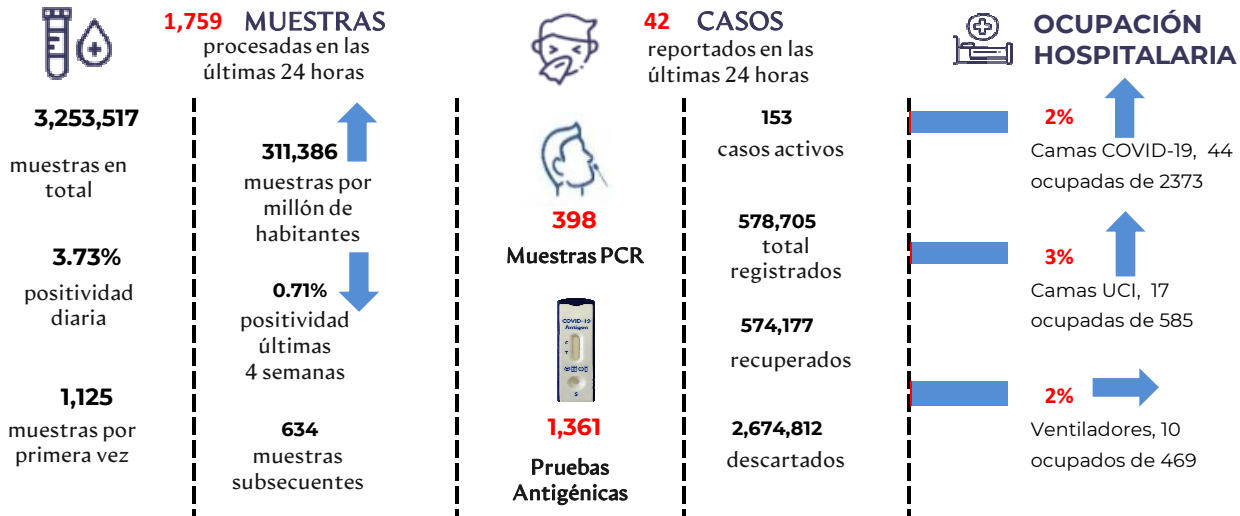 1,759 MUESTRAS
procesadas en las
últimas 24 horas
3,253,517
muestras en
total
3.73%
positividad
diaria
1,125
muestras por
primera vez
311,386
muestras por
millón de
habitantes
0.71%
positividad
últimas
4 semanas
634
muestras
subsecuentes
42 CASOS
reportados en las
últimas 24 horas
398
Muestras PCR
COVID-19
Antigen
C
T
S
1,361
Pruebas
Antigénicas
153
casos activos
578,705
total
registrados
574,177
recuperados
2,674,812
descartados
OCUPACIÓN
HOSPITALARIA
2%
Camas COVID-19, 44
ocupadas de 2373
3%
Camas UCI, 17
ocupadas de 585
2%
Ventiladores, 10
ocupados de 469